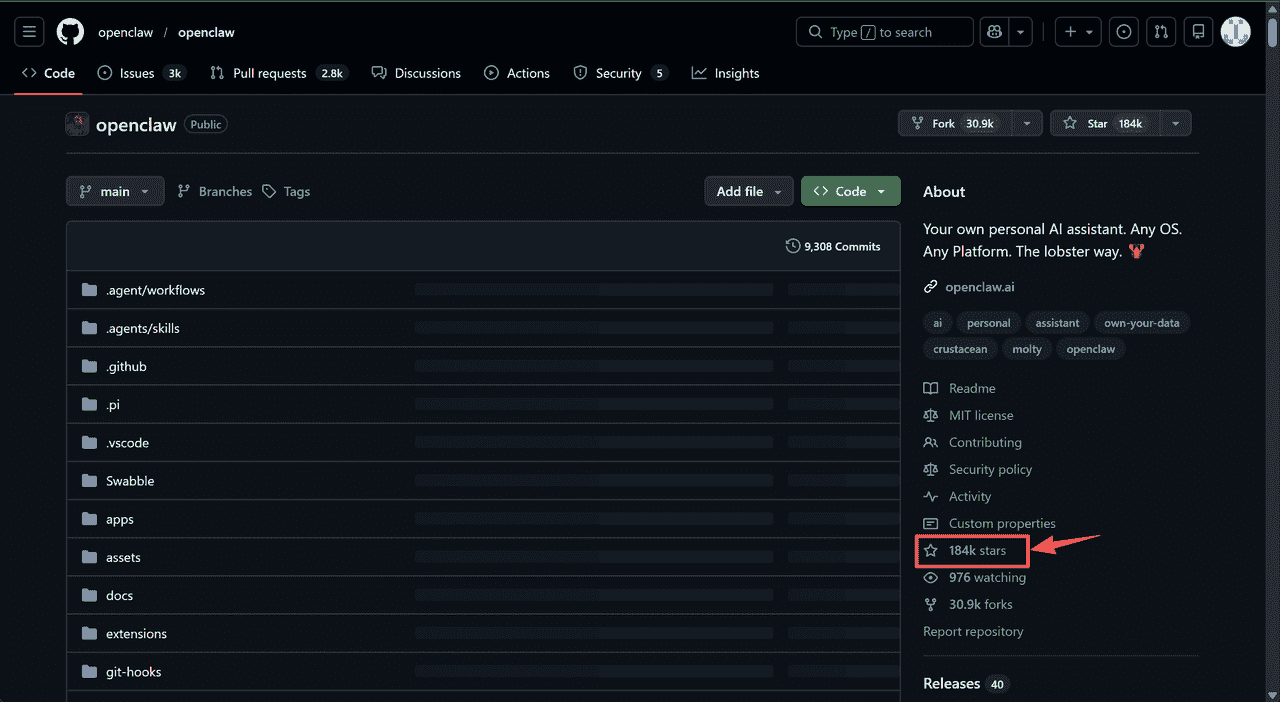 openclaw / openclaw
Type / to search
Code
Issues 3k
Pull requests 2.8k
Discussions
Actions
Security 5
Insights
openclaw Public
Fork 30.9k
Star 184k
main
Branches
Tags
Add file
Code
9,308 Commits
.agent/workflows
.agents/skills
.github
.pi
.vscode
Swabble
apps
assets
docs
extensions
git-hooks
About
Your own personal AI assistant. Any OS.
Any Platform. The lobster way. 🦞
openclaw.ai
ai personal assistant own-your-data
crustacean molty openclaw
Readme
MIT license
Contributing
Security policy
Activity
Custom properties
184k stars
976 watching
30.9k forks
Report repository
Releases 40